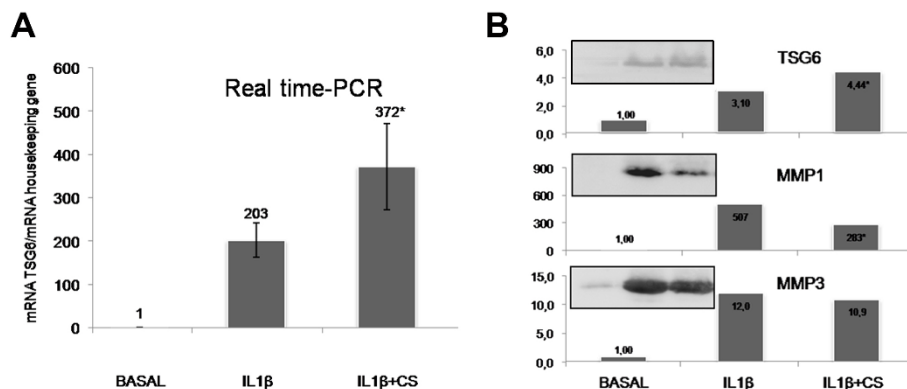 A
600
500
400
300
200
100
0
mRNA TSG6/mRNA housekeeping gene
Real time-PCR
1
203
372*
BASAL
IL1β
IL1β+CS
B
6,0
4,0
2,0
0,0
TSG6
1,00
3,10
4,44*
900
600
300
0
MMP1
1,00
507
283*
15,0
10,0
5,0
0,0
MMP3
1,00
12,0
10,9
BASAL
IL1β
IL1β+CS